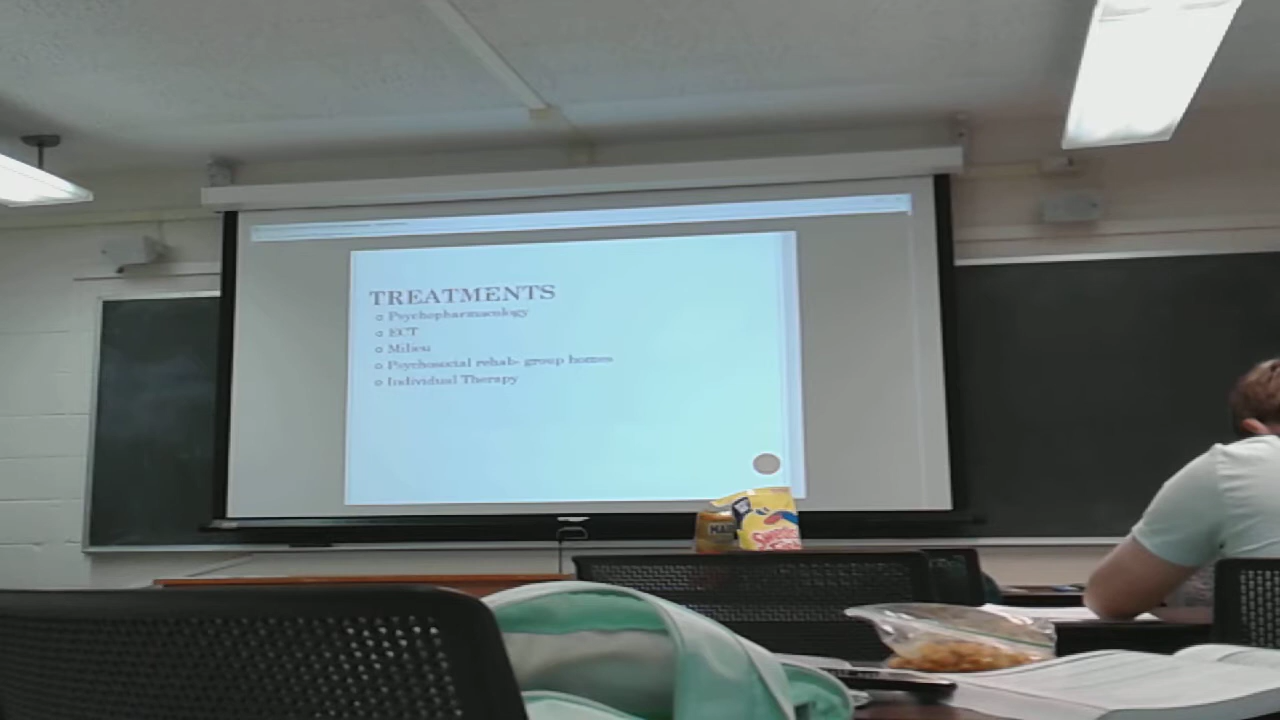 TREATMENTS
Psychopharmacology
ECT
Milieu
Psychosocial rehab- group homes
Individual Therapy